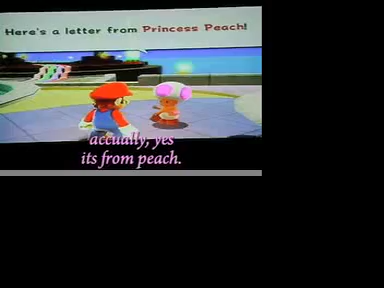 Here's a letter from Princess Peach!
accually, yes
its from peach.